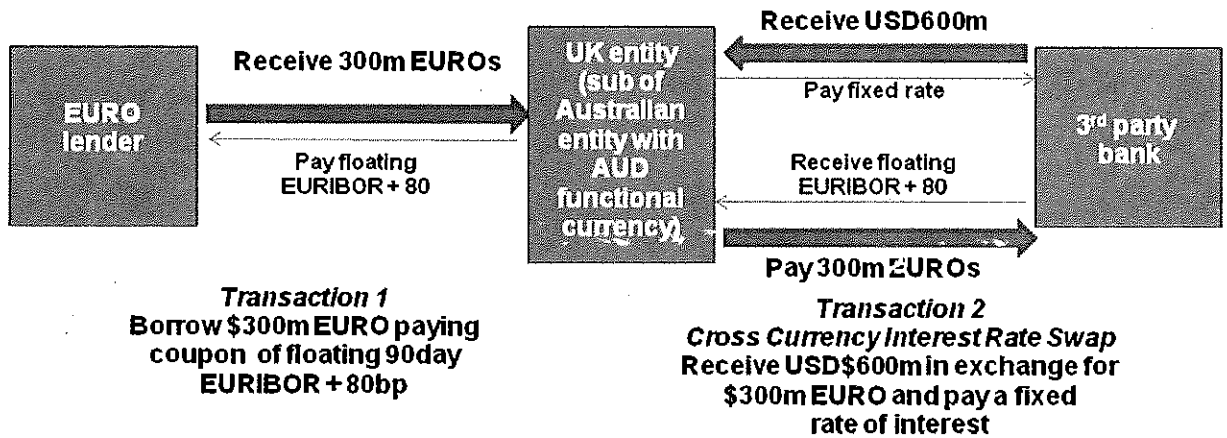 EURO
lender
Receive 300m EUROs
Pay floating
EURIBOR + 80
UK entity
(sub of
Australian
entity with
AUD
functional
currency)
Receive USD600m
Pay fixed rate
Receive floating
EURIBOR + 80
Pay 300m EUROs
3rd party
bank
Transaction 1
Borrow $300m EURO paying
coupon of floating 90day
EURIBOR + 80bp
Transaction 2
Cross Currency Interest Rate Swap
Receive USD$600m in exchange for
$300m EURO and pay a fixed
rate of interest